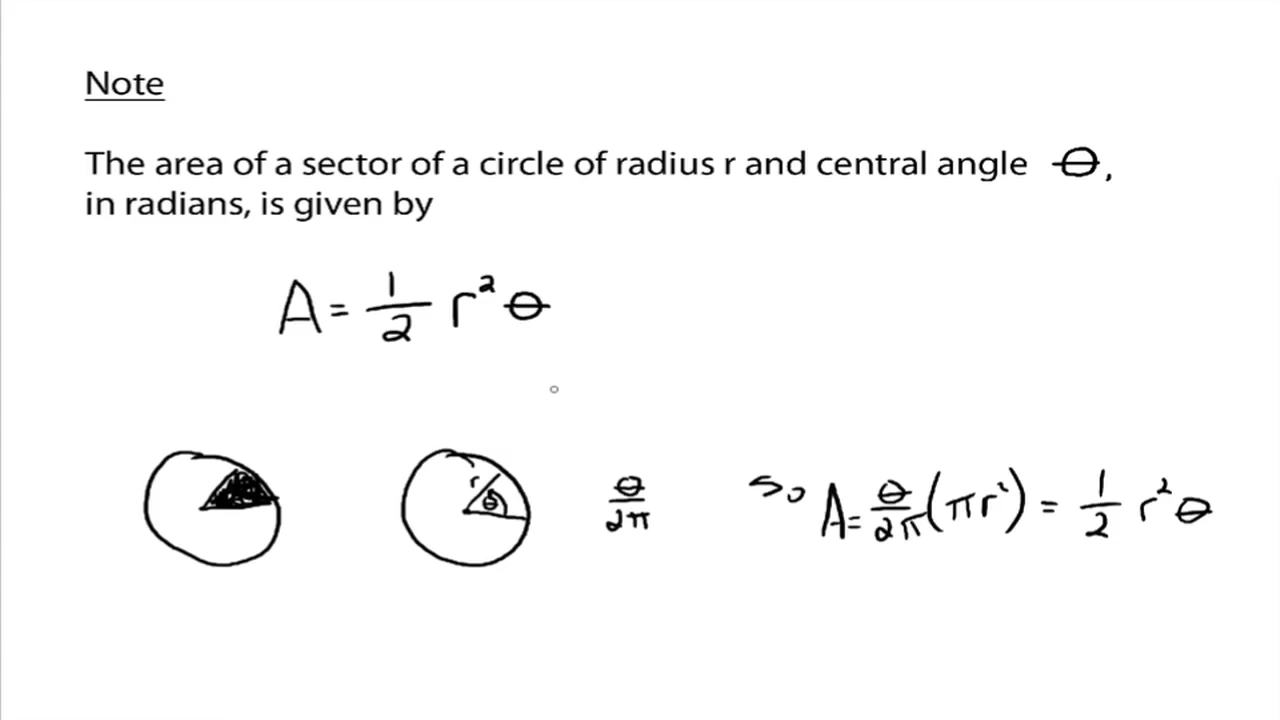 Note
The area of a sector of a circle of radius r and central angle θ,
in radians, is given by
A = 1/2 r² θ
r θ
θ/2π
so A = θ/2π (πr²) = 1/2 r² θ